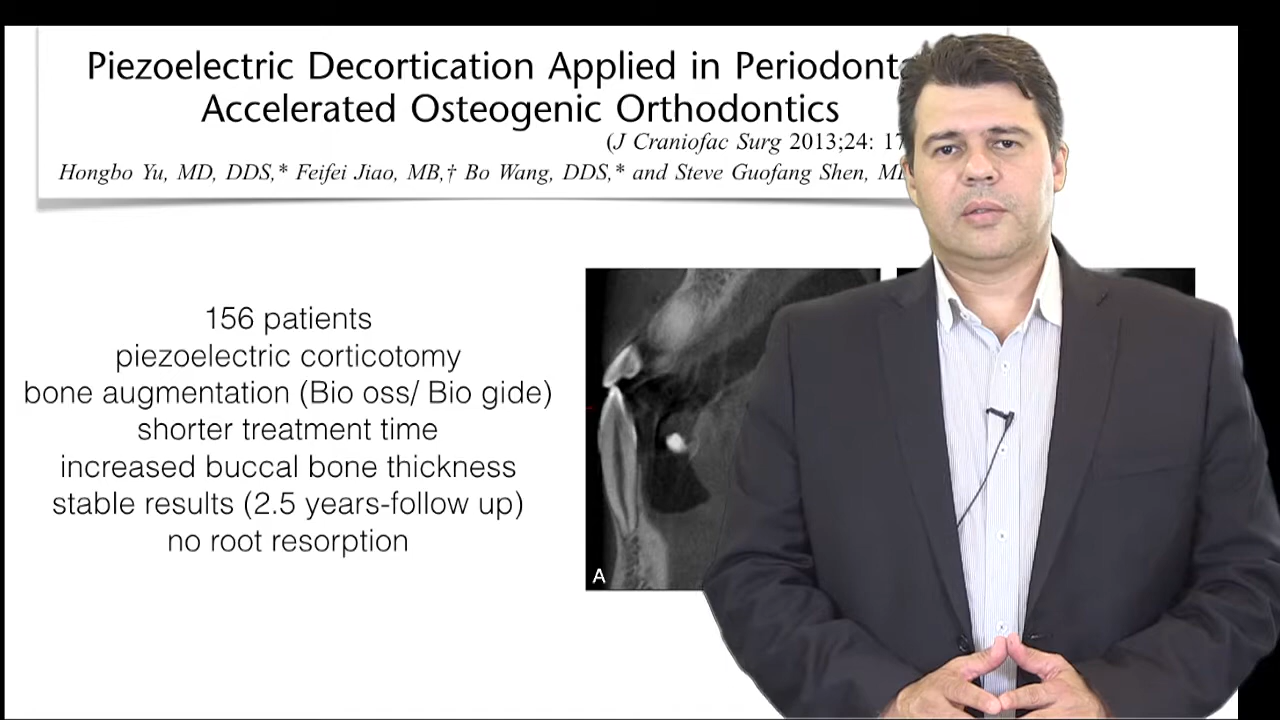 Piezoelectric Decortication Applied in
Accelerated Osteogenic Orthodontics
(J Craniofac Surg 2013;24:
Hongbo Yu, MD, DDS,* Feifei Jiao, MB,† Bo Wang, DDS,* and Steve Guofang Shen,
156 patients
piezoelectric corticotomy
bone augmentation (Bio oss/ Bio gide)
shorter treatment time
increased buccal bone thickness
stable results (2.5 years-follow up)
no root resorption
A